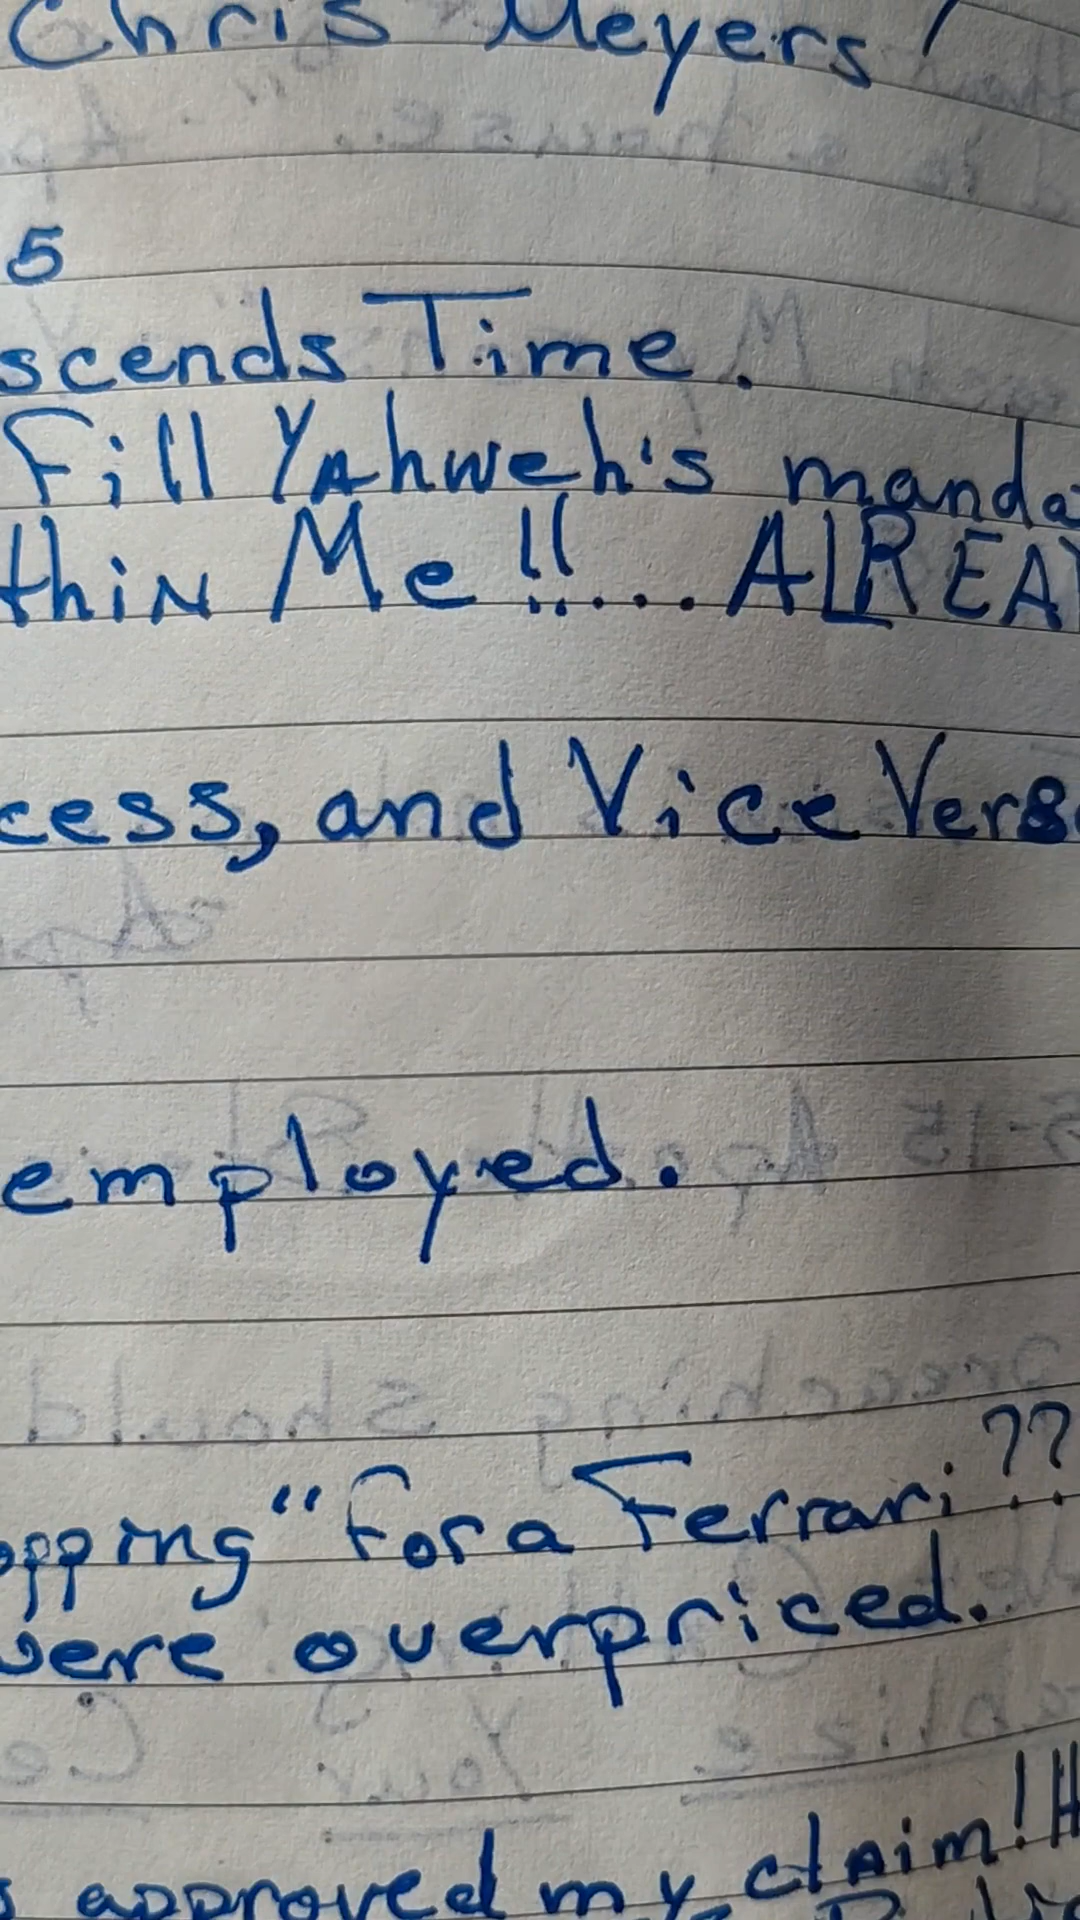 Chris Meyers!
5
scends Time.
fill Yahweh's manda
thin Me!!..... ALREA
cess, and Vice Vers
employed.
opping" for a Ferrari??
were overpriced.
approved my claim!